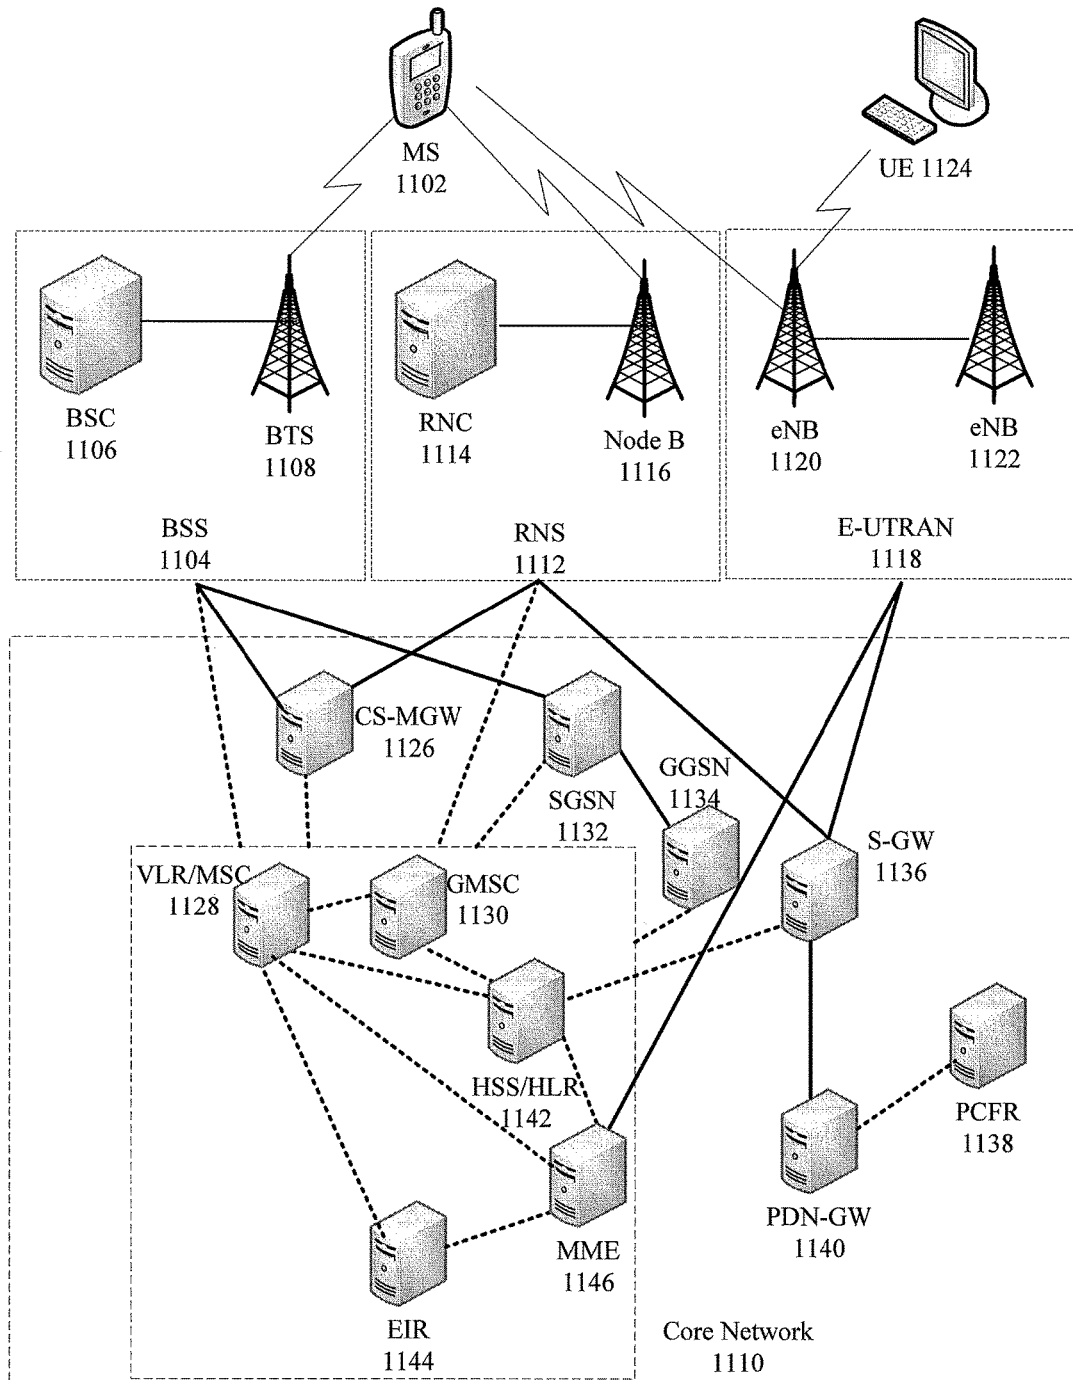 MS
1102
UE 1124
BSC
1106
BTS
1108
BSS
1104
RNC
1114
Node B
1116
RNS
1112
eNB
1120
eNB
1122
E-UTRAN
1118
CS-MGW
1126
SGSN
1132
GGSN
1134
S-GW
1136
VLR/MSC
1128
GMSC
1130
HSS/HLR
1142
PCFR
1138
PDN-GW
1140
MME
1146
EIR
1144
Core Network
1110